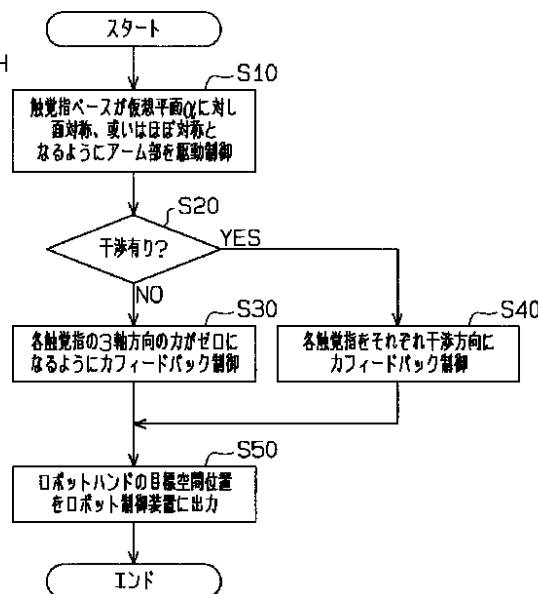 スタート
H
S10
触覚指ベースが仮想平面αに対し
面対称、或いはほぼ対称と
なるようにアーム部を駆動制御
S20
干渉有り?
YES
NO
S30
各触覚指の3軸方向の力がゼロに
なるように力フィードバック制御
S40
各触覚指をそれぞれ干渉方向に
力フィードバック制御
S50
ロボットハンドの目標空間位置
をロボット制御装置に出力
エンド